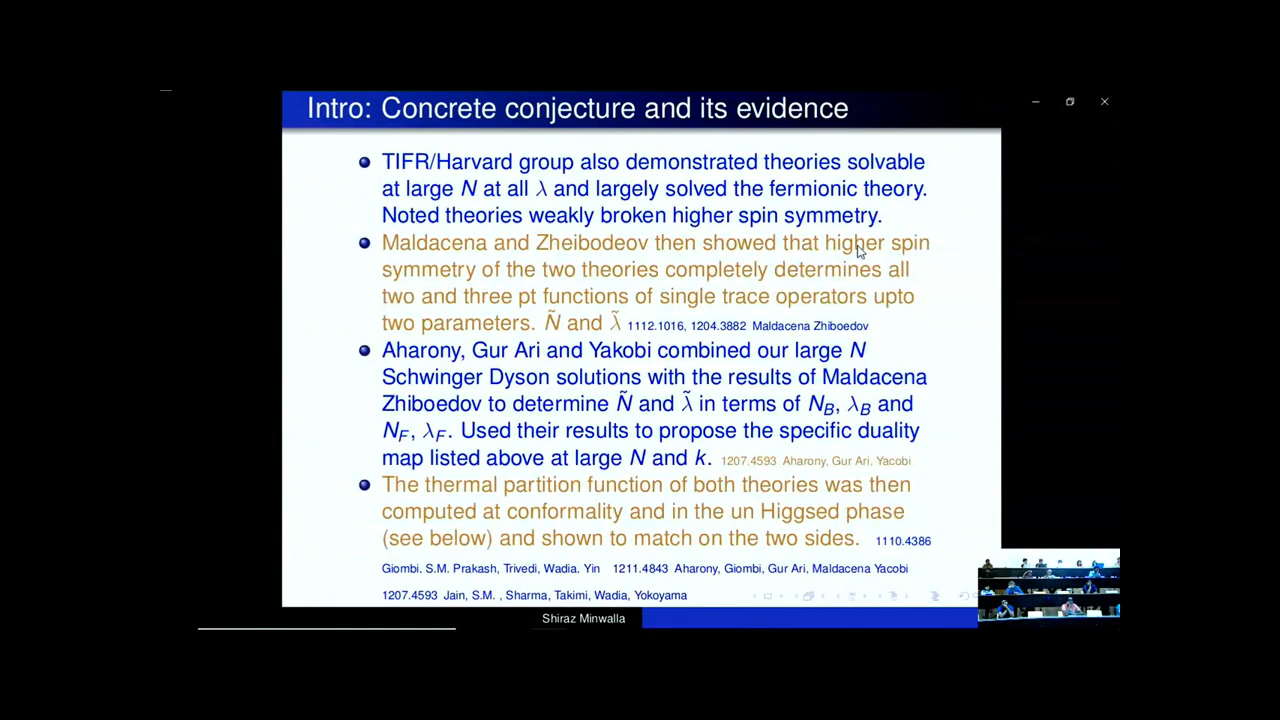 Intro: Concrete conjecture and its evidence
TIFR/Harvard group also demonstrated theories solvable
at large N at all λ and largely solved the fermionic theory.
Noted theories weakly broken higher spin symmetry.
Maldacena and Zheibodeov then showed that higher spin
symmetry of the two theories completely determines all
two and three pt functions of single trace operators upto
two parameters. Ñ and λ̃ 1112.1016, 1204.3882 Maldacena Zhiboedov
Aharony, Gur Ari and Yakobi combined our large N
Schwinger Dyson solutions with the results of Maldacena
Zhiboedov to determine Ñ and λ̃ in terms of N_B, λ_B and
N_F, λ_F. Used their results to propose the specific duality
map listed above at large N and k. 1207.4593 Aharony, Gur Ari, Yacobi
The thermal partition function of both theories was then
computed at conformality and in the un Higgsed phase
(see below) and shown to match on the two sides. 1110.4386
Giombi. S.M. Prakash, Trivedi, Wadia. Yin 1211.4843 Aharony, Giombi, Gur Ari, Maldacena Yacobi
1207.4593 Jain, S.M. , Sharma, Takimi, Wadia, Yokoyama
Shiraz Minwalla